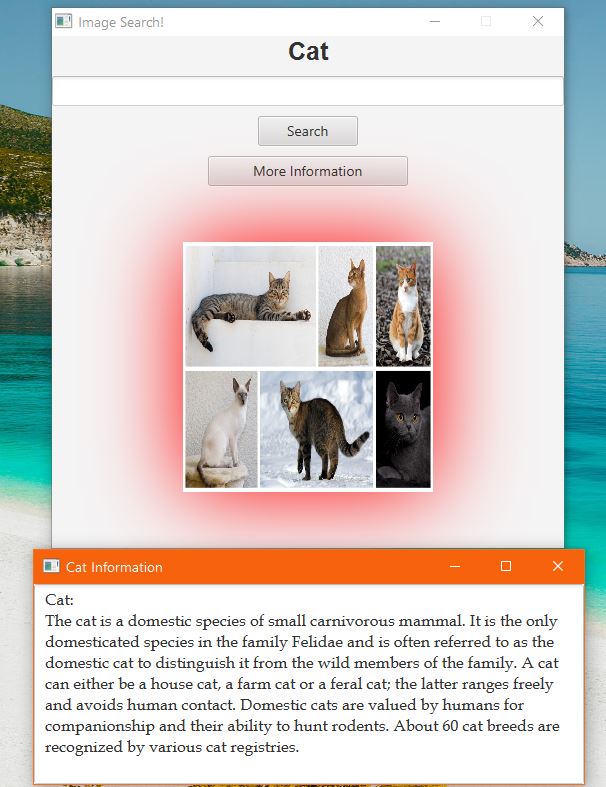 Image Search!
Cat
Search
More Information
Cat Information
Cat:
The cat is a domestic species of small carnivorous mammal. It is the only
domesticated species in the family Felidae and is often referred to as the
domestic cat to distinguish it from the wild members of the family. A cat
can either be a house cat, a farm cat or a feral cat; the latter ranges freely
and avoids human contact. Domestic cats are valued by humans for
companionship and their ability to hunt rodents. About 60 cat breeds are
recognized by various cat registries.